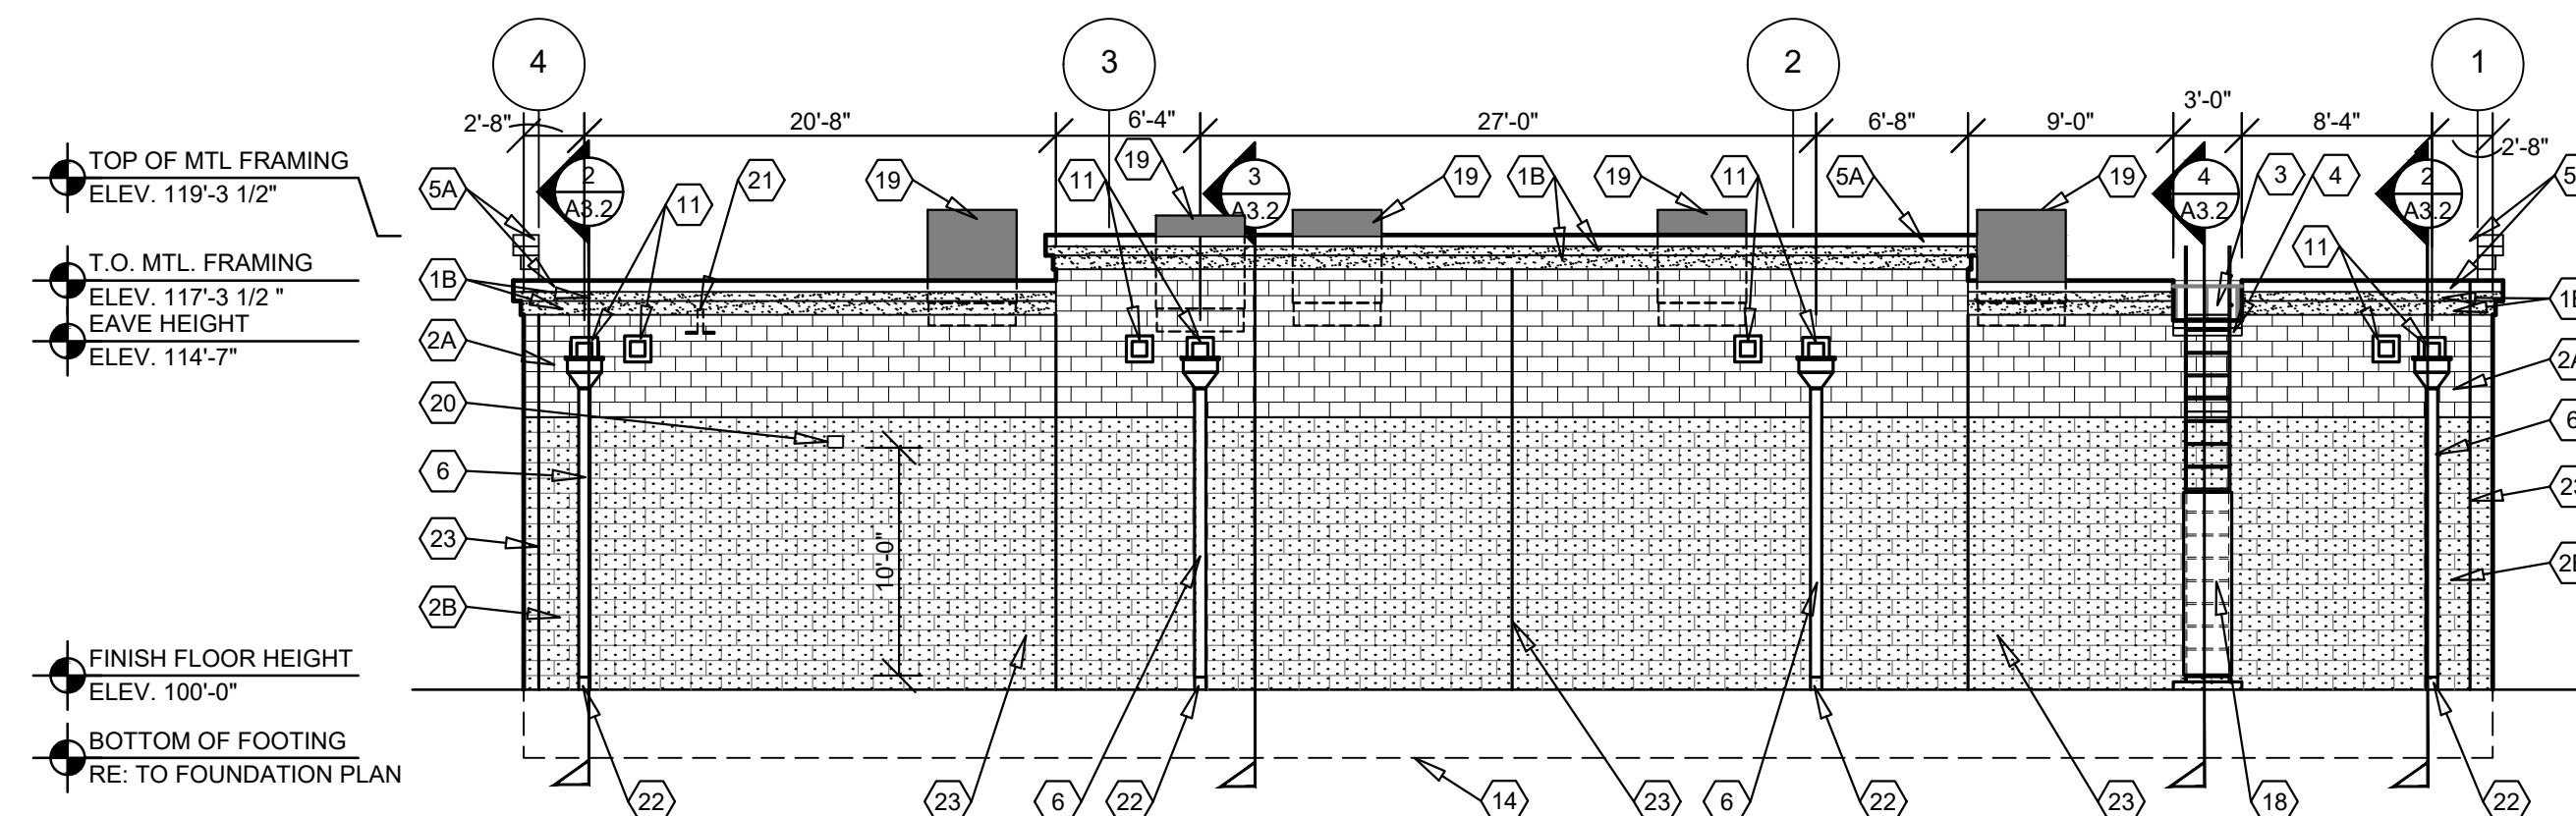 4
3
2
1
2'-8"
20'-8"
6'-4"
27'-0"
6'-8"
9'-0"
3'-0"
8'-4"
2'-8"
TOP OF MTL FRAMING
ELEV. 119'-3 1/2"
T.O. MTL. FRAMING
ELEV. 117'-3 1/2 "
EAVE HEIGHT
ELEV. 114'-7"
FINISH FLOOR HEIGHT
ELEV. 100'-0"
BOTTOM OF FOOTING
RE: TO FOUNDATION PLAN
5A
1B
2A
20
6
23
2B
2
A3.2
11
21
19
11
19
3
A3.2
19
1B
19
11
5A
19
4
A3.2
3
4
2
A3.2
11
10'-0"
22
23
6
22
14
23
6
22
23
18
22
6